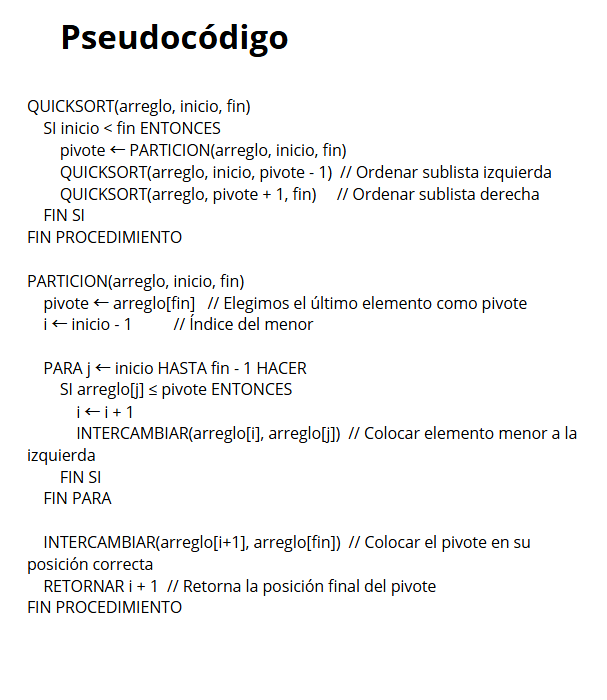 Pseudocódigo
QUICKSORT(arreglo, inicio, fin)
SI inicio < fin ENTONCES
pivote ← PARTICION(arreglo, inicio, fin)
QUICKSORT(arreglo, inicio, pivote - 1)  // Ordenar sublista izquierda
QUICKSORT(arreglo, pivote + 1, fin)     // Ordenar sublista derecha
FIN SI
FIN PROCEDIMIENTO
PARTICION(arreglo, inicio, fin)
pivote ← arreglo[fin]   // Elegimos el último elemento como pivote
i ← inicio - 1          // Índice del menor
PARA j ← inicio HASTA fin - 1 HACER
SI arreglo[j] ≤ pivote ENTONCES
i ← i + 1
INTERCAMBIAR(arreglo[i], arreglo[j])  // Colocar elemento menor a la
izquierda
FIN SI
FIN PARA
INTERCAMBIAR(arreglo[i+1], arreglo[fin])  // Colocar el pivote en su
posición correcta
RETORNAR i + 1  // Retorna la posición final del pivote
FIN PROCEDIMIENTO